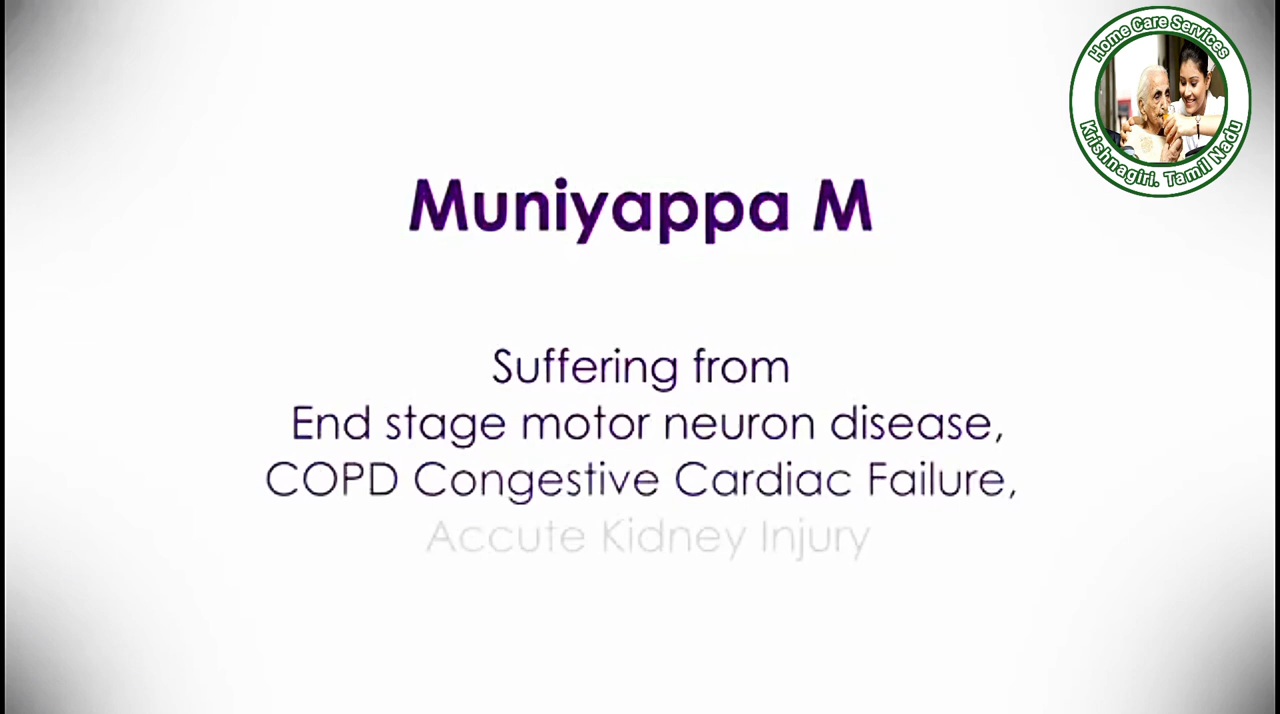 Home Care Services
Krishnagiri. Tamil Nadu
Muniyappa M
Suffering from
End stage motor neuron disease,
COPD Congestive Cardiac Failure,
Accute Kidney Injury